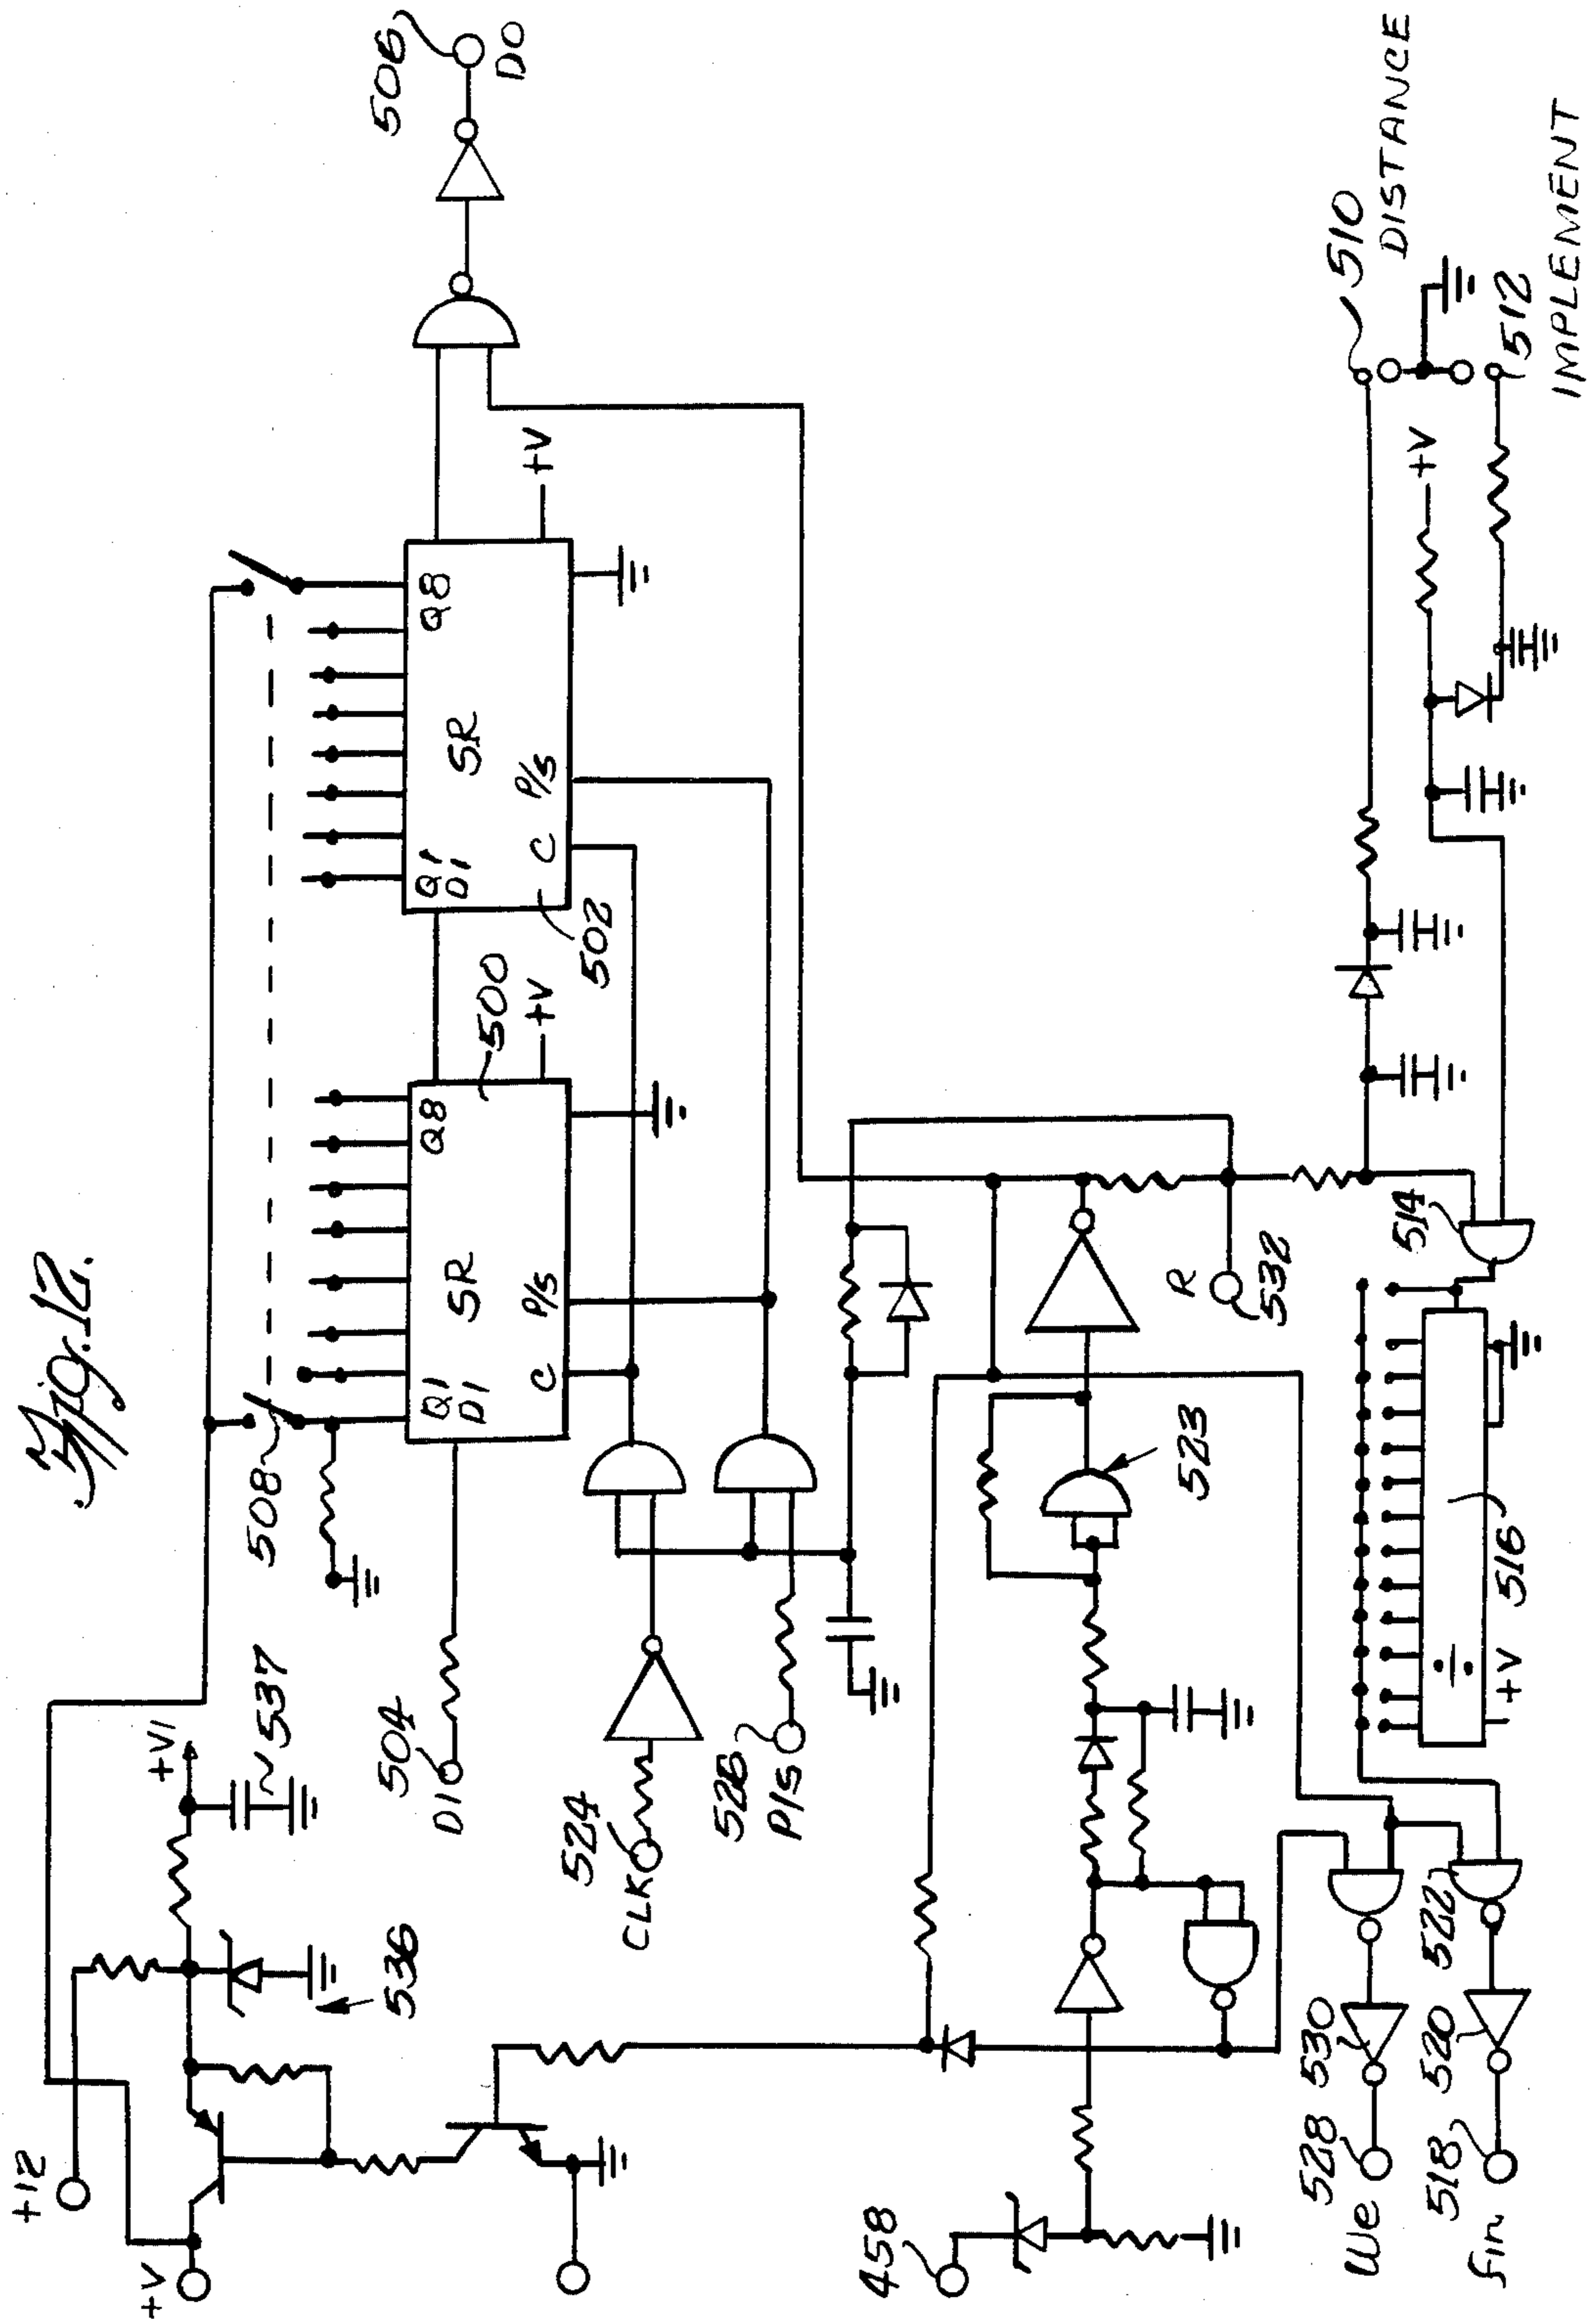 Fig. 12.
+12
+V
536
+V1
537
508
DI
504
CLK
524
526
P/S
Q1
D1
Q8
SR
C
P/S
500
+V
Q1
D1
Q8
SR
C
P/S
502
+V
506
DO
458
523
R
532
510
DISTANCE
+V
512
IMPLEMENT
514
516
÷
+V
We
528
530
fin
518
520
522